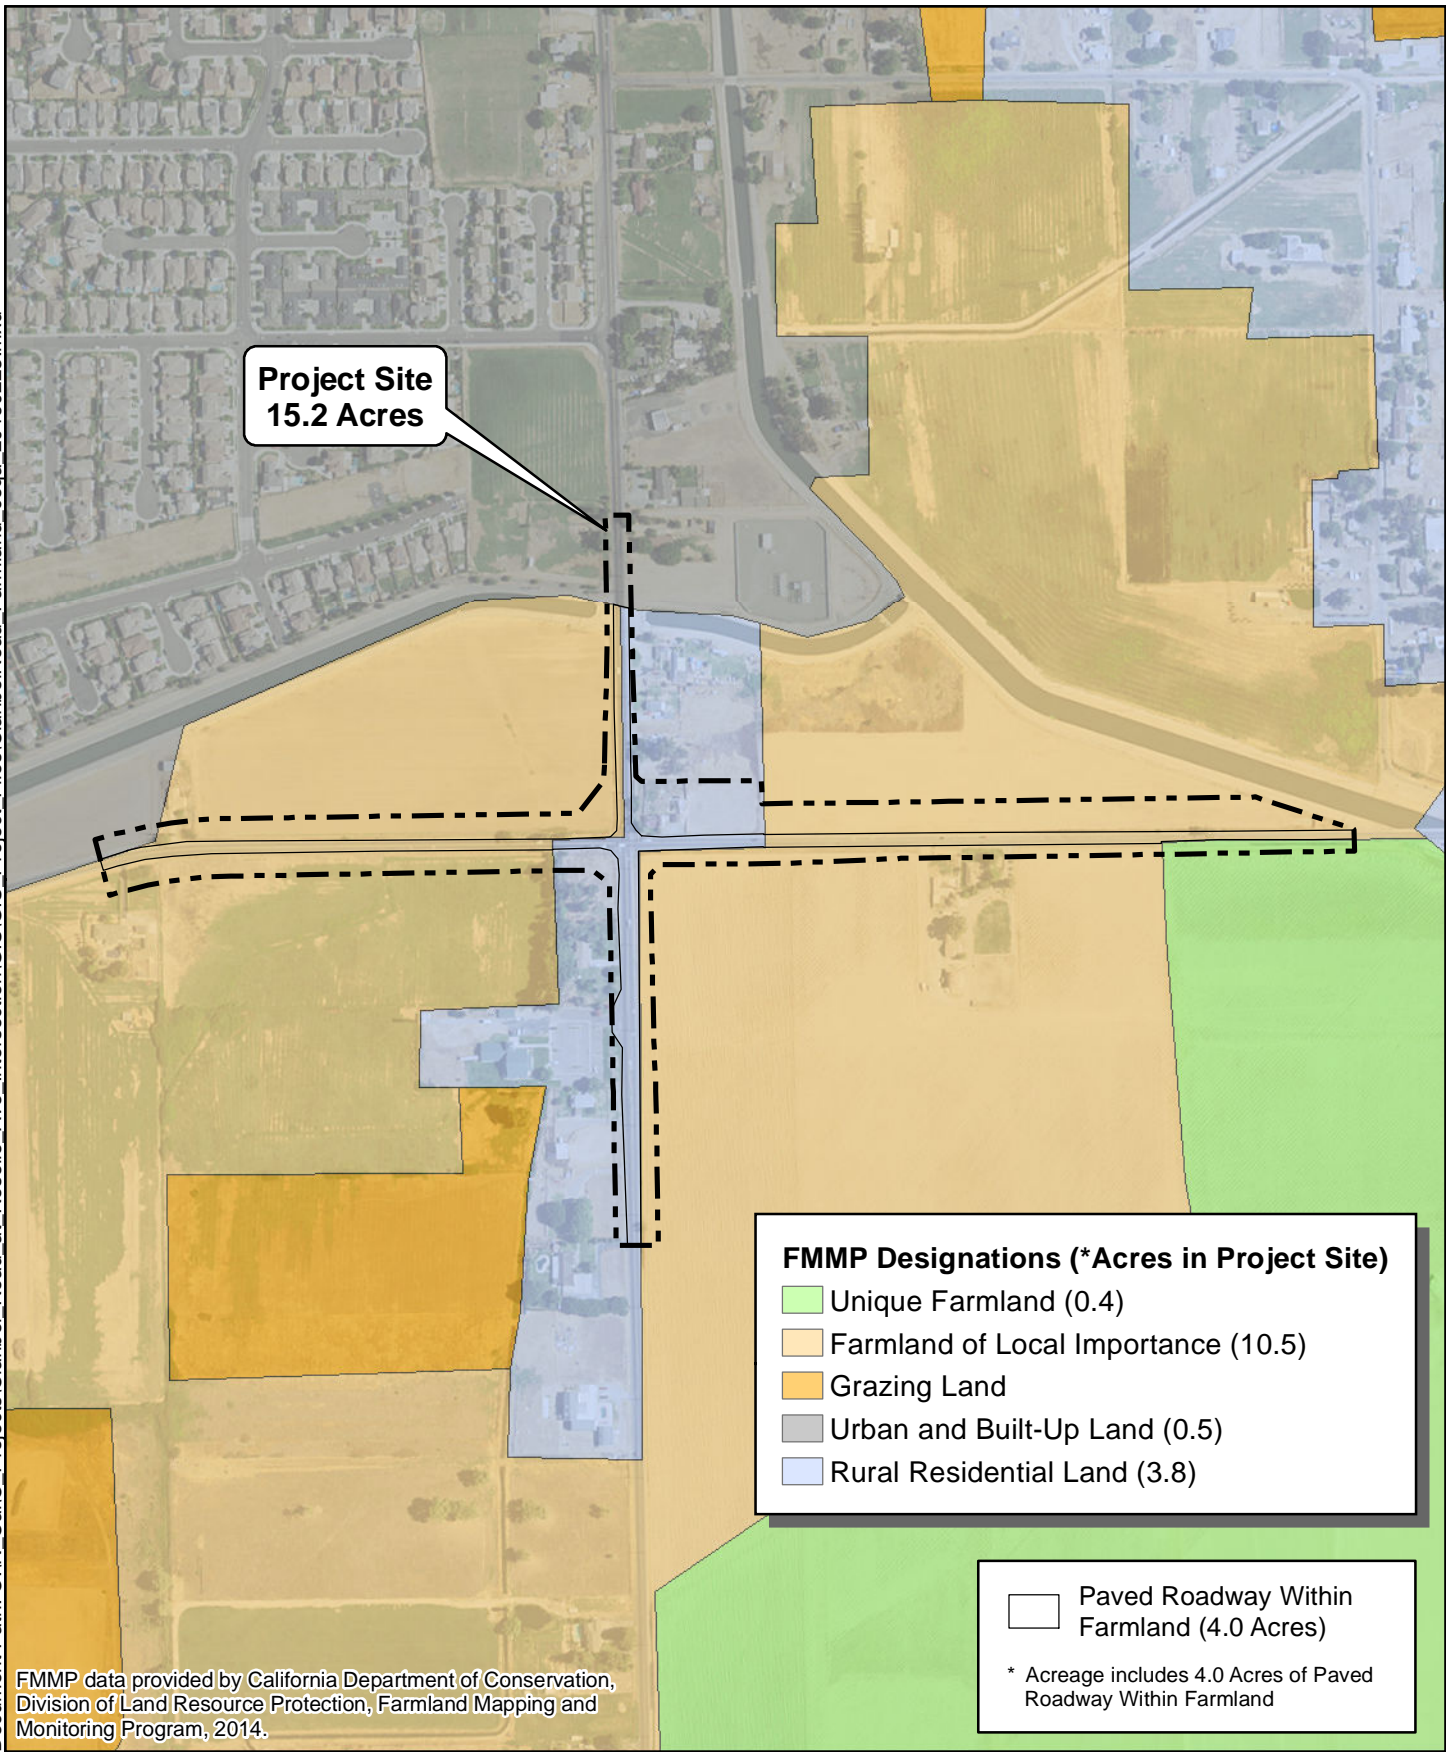 Project Site
15.2 Acres
FMMP Designations (*Acres in Project Site)
Unique Farmland (0.4)
Farmland of Local Importance (10.5)
Grazing Land
Urban and Built-Up Land (0.5)
Rural Residential Land (3.8)
Paved Roadway Within
Farmland (4.0 Acres)
* Acreage includes 4.0 Acres of Paved
Roadway Within Farmland
FMMP data provided by California Department of Conservation,
Division of Land Resource Protection, Farmland Mapping and
Monitoring Program, 2014.